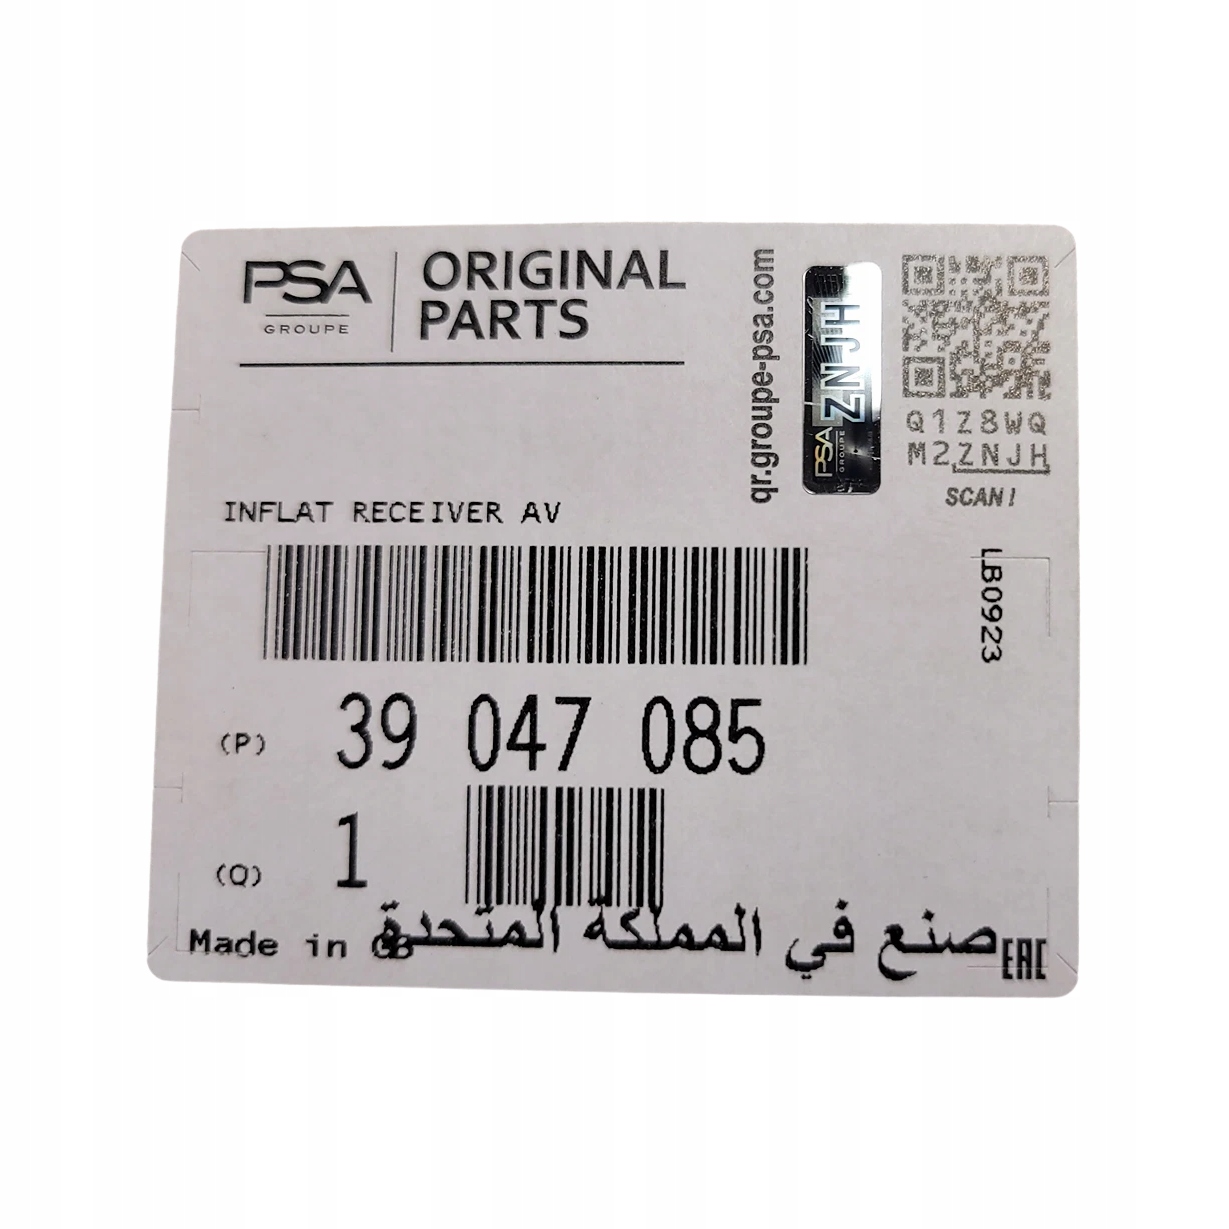 PSA
GROUPE
ORIGINAL
PARTS
qr.groupe-psa.com
ZNJH
PSA
GROUPE
Q1Z8WQ
M2ZNJH
SCAN!
INFLAT RECEIVER AV
LB0923
(P) 39 047 085
(Q) 1
Made in GB
صنع في المملكة المتحدة
EAC